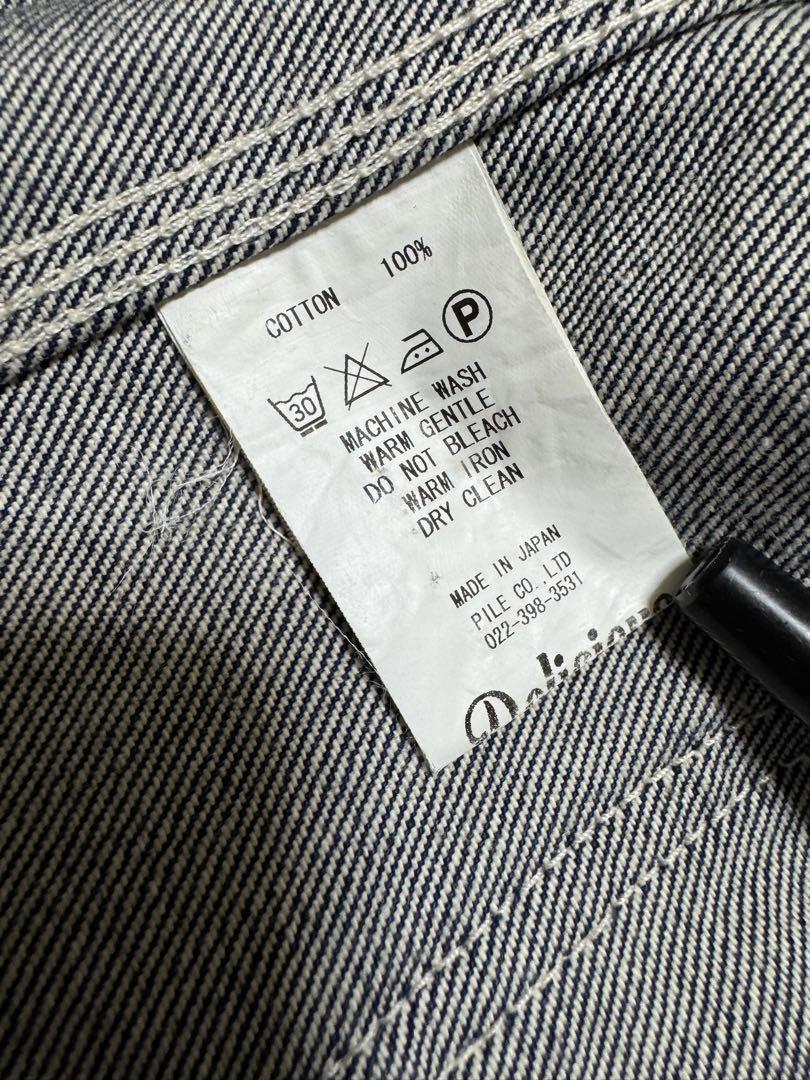 COTTON 100%
30 P
MACHINE WASH
WARM GENTLE
DO NOT BLEACH
WARM IRON
DRY CLEAN
MADE IN JAPAN
PILE CO.,LTD
022-398-3531
Delicious